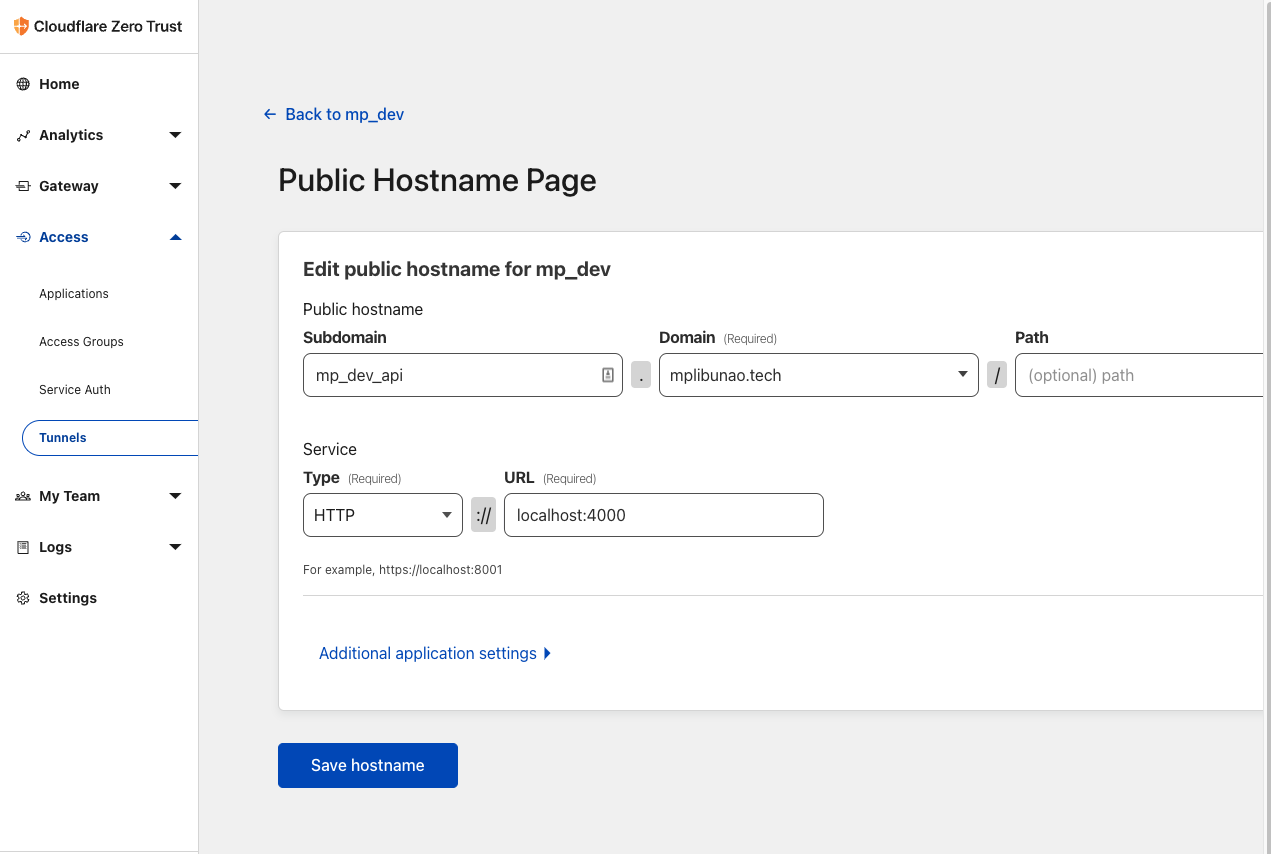 Cloudflare Zero Trust
Home
Analytics
Gateway
Access
Applications
Access Groups
Service Auth
Tunnels
My Team
Logs
Settings
Back to mp_dev
Public Hostname Page
Edit public hostname for mp_dev
Public hostname
Subdomain Domain (Required) Path
mp_dev_api . mplibunao.tech / (optional) path
Service
Type (Required) URL (Required)
HTTP :// localhost:4000
For example, https://localhost:8001
Additional application settings
Save hostname